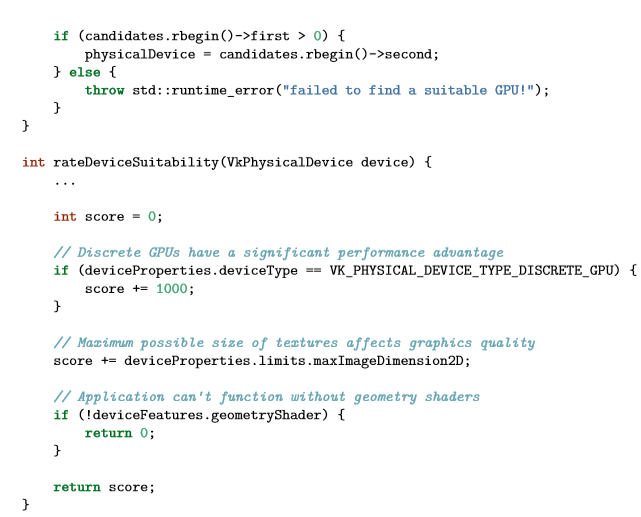 if (candidates.rbegin()->first > 0) {
physicalDevice = candidates.rbegin()->second;
} else {
throw std::runtime_error("failed to find a suitable GPU!");
}
}
int rateDeviceSuitability(VkPhysicalDevice device) {
...
int score = 0;
// Discrete GPUs have a significant performance advantage
if (deviceProperties.deviceType == VK_PHYSICAL_DEVICE_TYPE_DISCRETE_GPU) {
score += 1000;
}
// Maximum possible size of textures affects graphics quality
score += deviceProperties.limits.maxImageDimension2D;
// Application can't function without geometry shaders
if (!deviceFeatures.geometryShader) {
return 0;
}
return score;
}